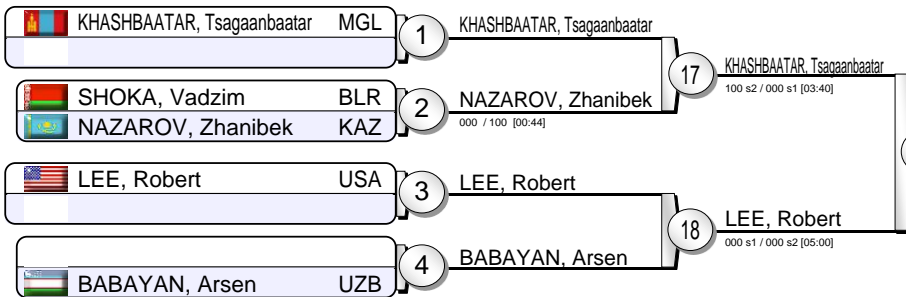 KHASHBAATAR, Tsagaanbaatar MGL
1
KHASHBAATAR, Tsagaanbaatar
SHOKA, Vadzim BLR
NAZAROV, Zhanibek KAZ
2
NAZAROV, Zhanibek
000 / 100 [00:44]
17
KHASHBAATAR, Tsagaanbaatar
100 s2 / 000 s1 [03:40]
LEE, Robert USA
3
LEE, Robert
BABAYAN, Arsen UZB
4
BABAYAN, Arsen
18
LEE, Robert
000 s1 / 000 s2 [05:00]